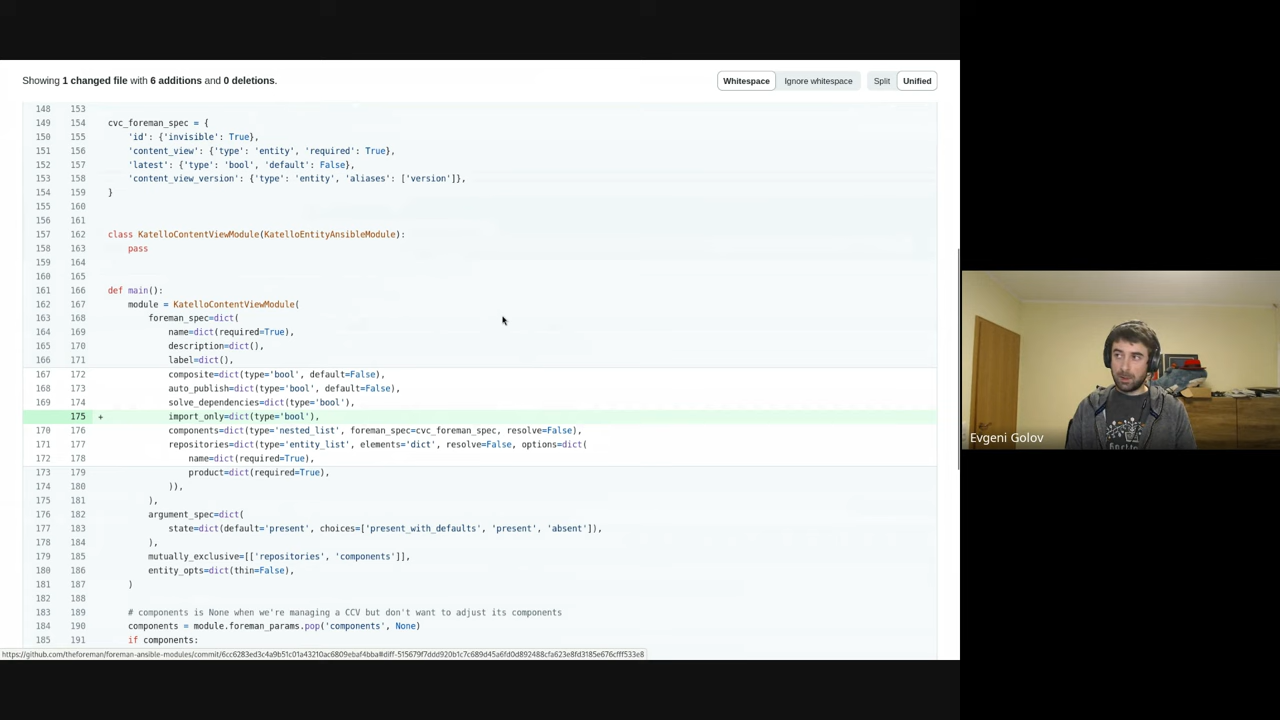 Showing 1 changed file with 6 additions and 0 deletions.
Whitespace Ignore whitespace Split Unified
148 153
149 154 cvc_foreman_spec = {
150 155 'id': {'invisible': True},
151 156 'content_view': {'type': 'entity', 'required': True},
152 157 'latest': {'type': 'bool', 'default': False},
153 158 'content_view_version': {'type': 'entity', 'aliases': ['version']},
154 159 }
155 160
156 161
157 162 class KatelloContentViewModule(KatelloEntityAnsibleModule):
158 163 pass
159 164
160 165
161 166 def main():
162 167 module = KatelloContentViewModule(
163 168 foreman_spec=dict(
164 169 name=dict(required=True),
165 170 description=dict(),
166 171 label=dict(),
167 172 composite=dict(type='bool', default=False),
168 173 auto_publish=dict(type='bool', default=False),
169 174 solve_dependencies=dict(type='bool'),
175 + import_only=dict(type='bool'),
170 176 components=dict(type='nested_list', foreman_spec=cvc_foreman_spec, resolve=False),
171 177 repositories=dict(type='entity_list', elements='dict', resolve=False, options=dict(
172 178 name=dict(required=True),
173 179 product=dict(required=True),
174 180 )),
175 181 ),
176 182 argument_spec=dict(
177 183 state=dict(default='present', choices=['present_with_defaults', 'present', 'absent']),
178 184 ),
179 185 mutually_exclusive=[['repositories', 'components']],
180 186 entity_opts=dict(thin=False),
181 187 )
182 188
183 189 # components is None when we're managing a CCV but don't want to adjust its components
184 190 components = module.foreman_params.pop('components', None)
185 191 if components:
https://github.com/theforeman/foreman-ansible-modules/commit/6cc6283ed3c4a9b51c01a43210ac6809ebaf4bba#diff-515679f7ddd920b1c7c689d45a6fd0d892488cfa623e8fd3185e676cfff533e8
Evgeni Golov